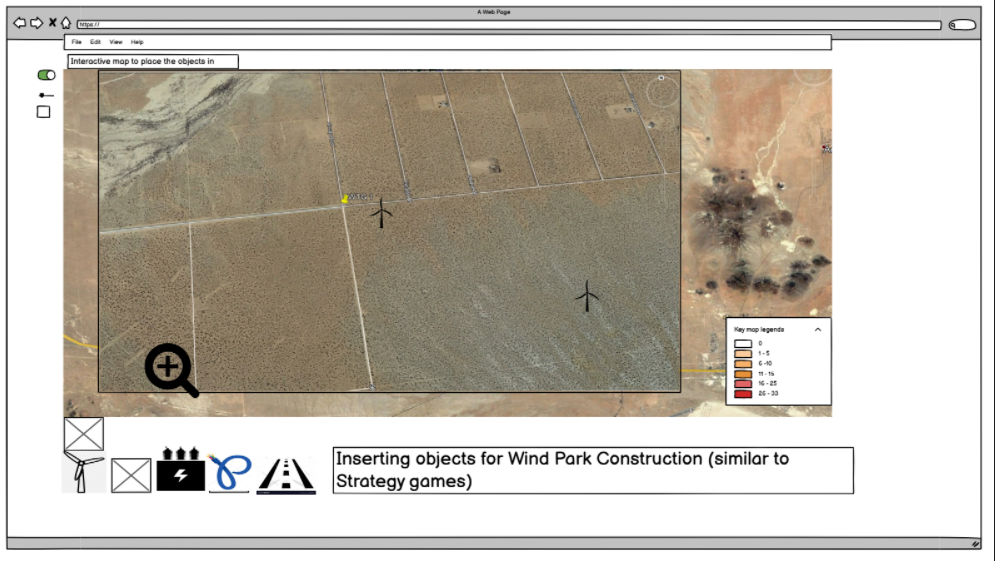 A Web Page
https://
File Edit View Help
Interactive map to place the objects in
Key map legends
0
1 - 5
6 -10
11 - 15
16 - 25
26 - 33
Inserting objects for Wind Park Construction (similar to
Strategy games)